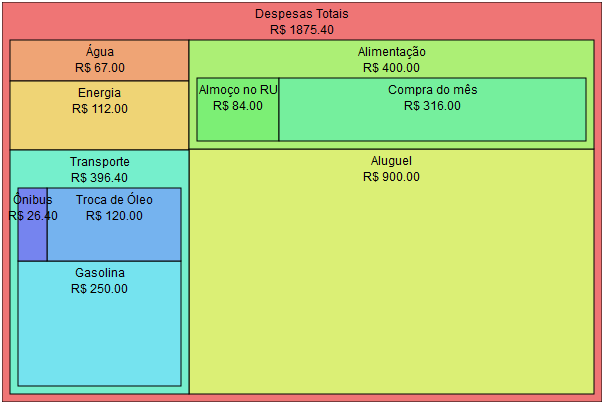 Despesas Totais
R$ 1875.40
Água
R$ 67.00
Energia
R$ 112.00
Transporte
R$ 396.40
Ônibus
R$ 26.40
Troca de Óleo
R$ 120.00
Gasolina
R$ 250.00
Alimentação
R$ 400.00
Almoço no RU
R$ 84.00
Compra do mês
R$ 316.00
Aluguel
R$ 900.00